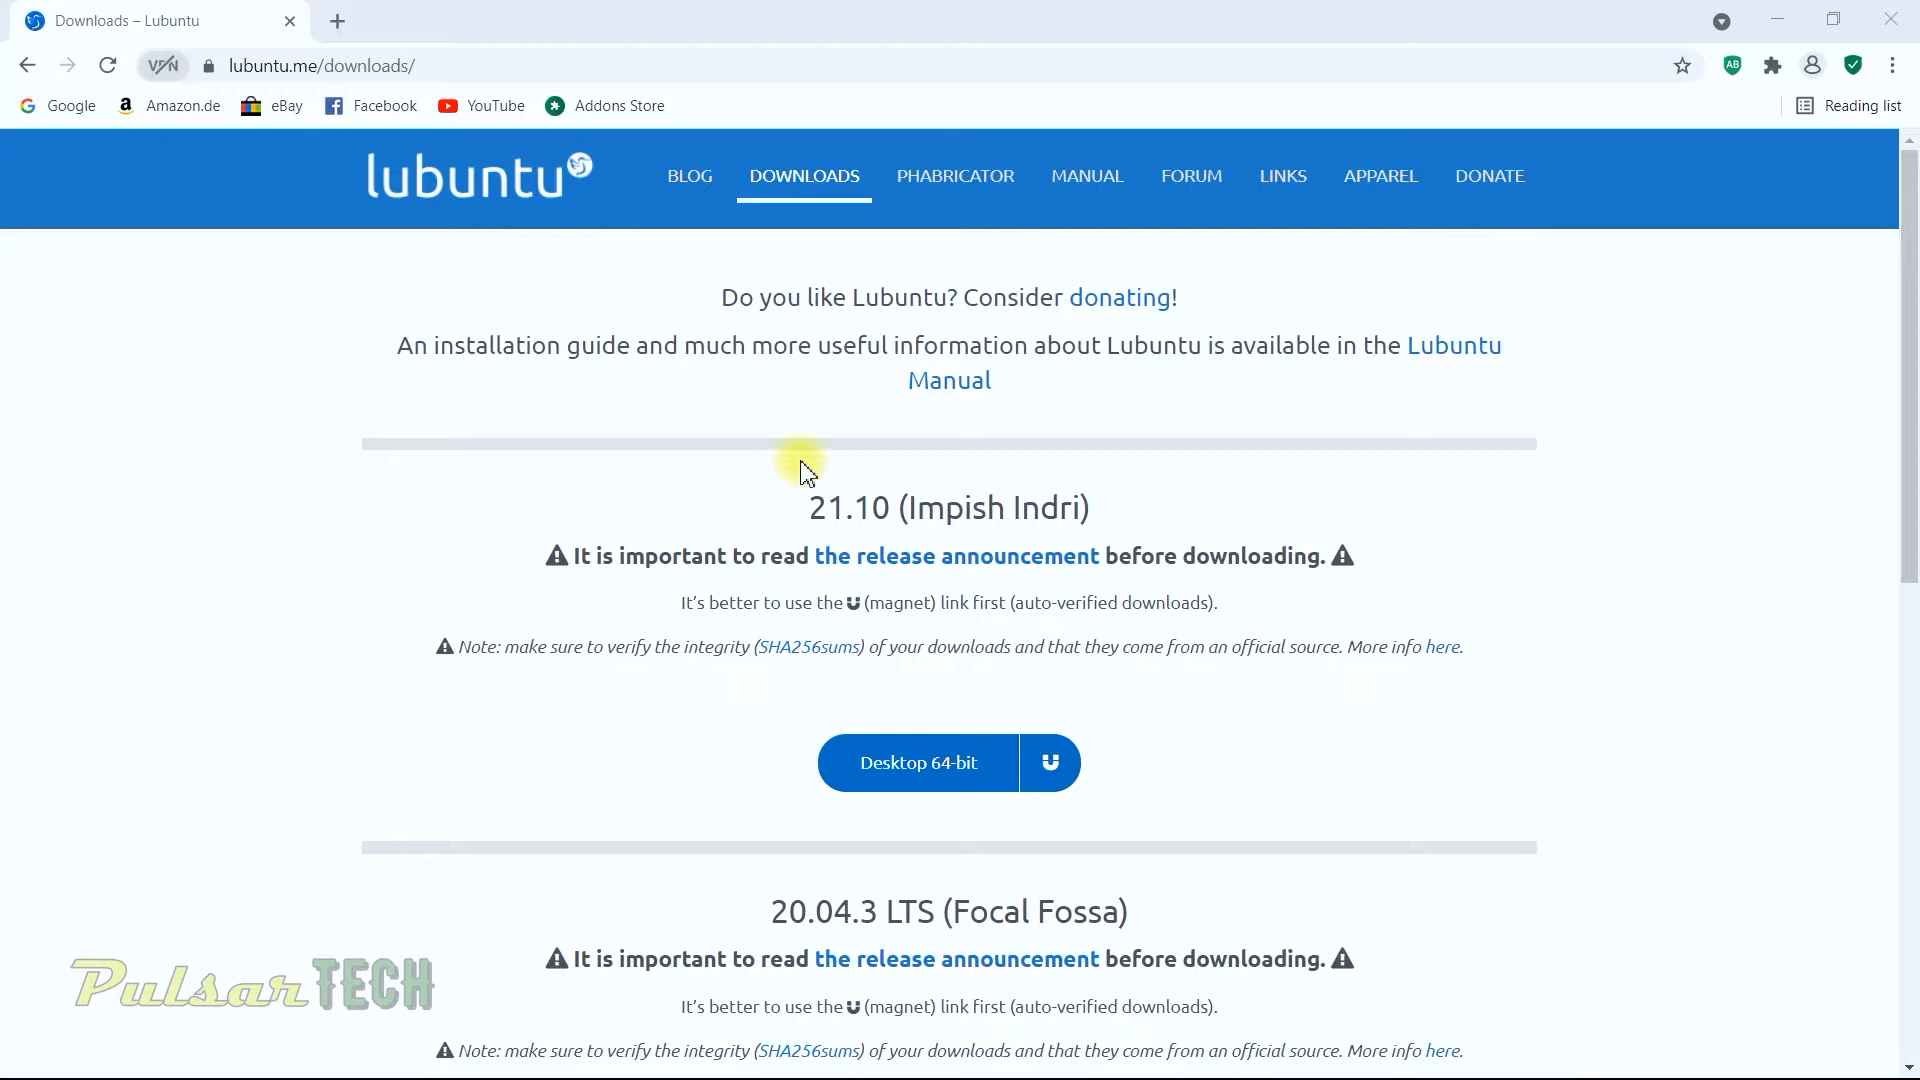 Downloads – Lubuntu
VPN lubuntu.me/downloads/
AB
Google Amazon.de eBay Facebook YouTube Addons Store Reading list
lubuntu BLOG DOWNLOADS PHABRICATOR MANUAL FORUM LINKS APPAREL DONATE
Do you like Lubuntu? Consider donating!
An installation guide and much more useful information about Lubuntu is available in the Lubuntu
Manual
21.10 (Impish Indri)
It is important to read the release announcement before downloading.
It’s better to use the (magnet) link first (auto-verified downloads).
Note: make sure to verify the integrity (SHA256sums) of your downloads and that they come from an official source. More info here.
Desktop 64-bit
20.04.3 LTS (Focal Fossa)
It is important to read the release announcement before downloading.
PulsarTECH
It’s better to use the (magnet) link first (auto-verified downloads).
Note: make sure to verify the integrity (SHA256sums) of your downloads and that they come from an official source. More info here.